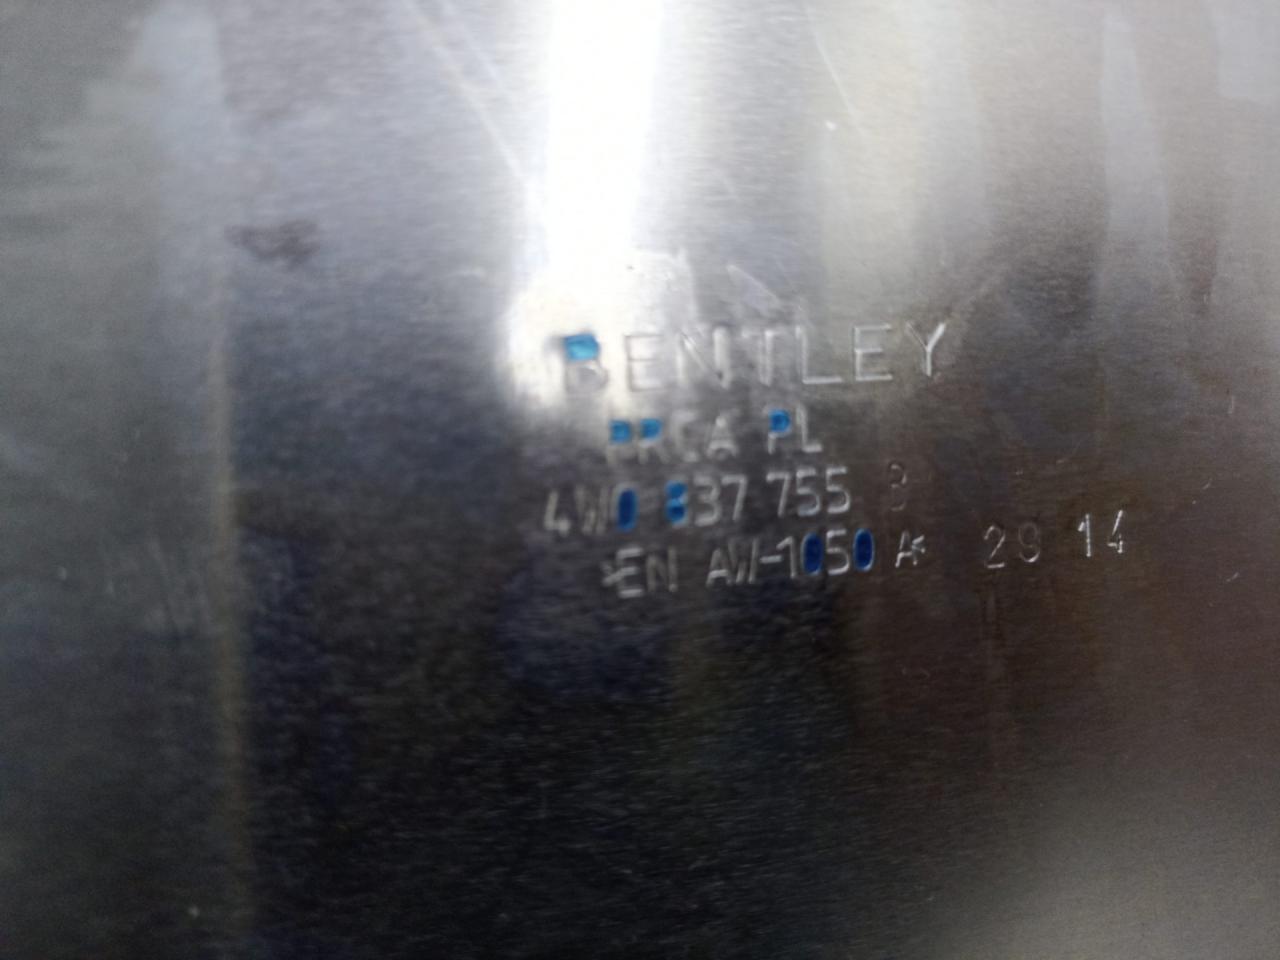 BENTLEY
PRCA PL
4W0 837 755 B
>EN AW-1050 A< 29 14